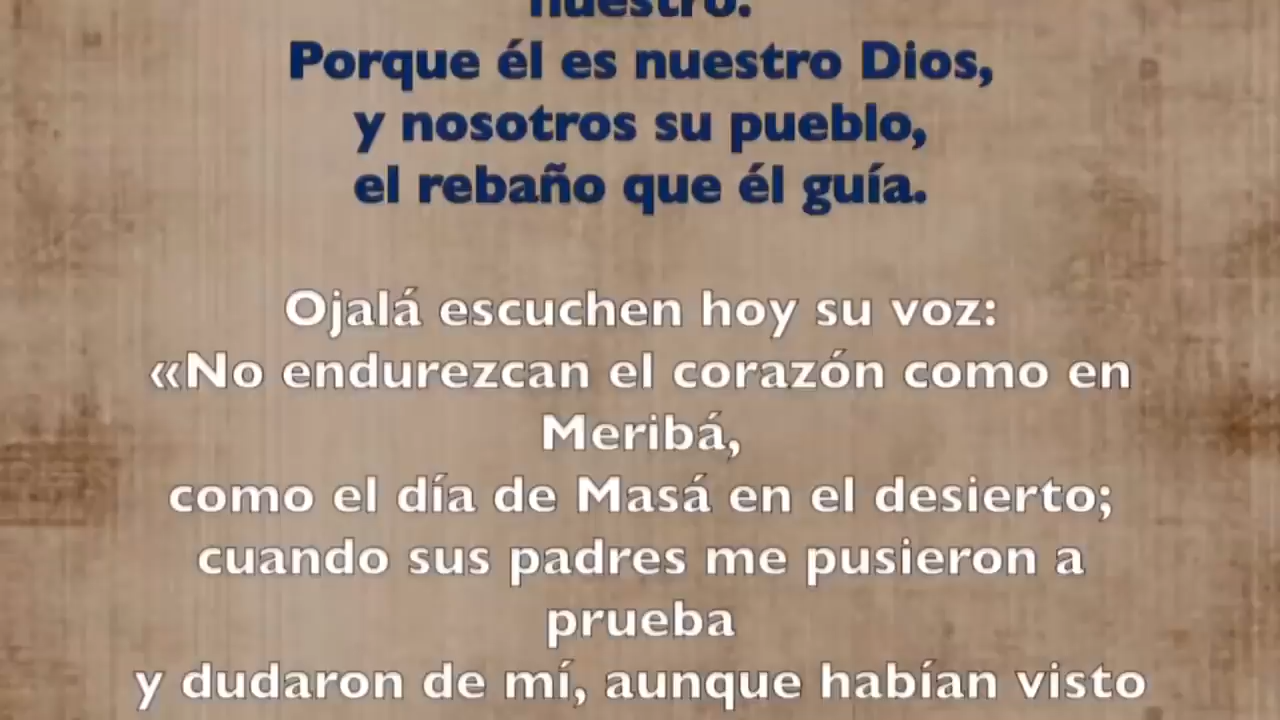 nuestro.
Porque él es nuestro Dios,
y nosotros su pueblo,
el rebaño que él guía.
Ojalá escuchen hoy su voz:
«No endurezcan el corazón como en
Meribá,
como el día de Masá en el desierto;
cuando sus padres me pusieron a
prueba
y dudaron de mí, aunque habían visto